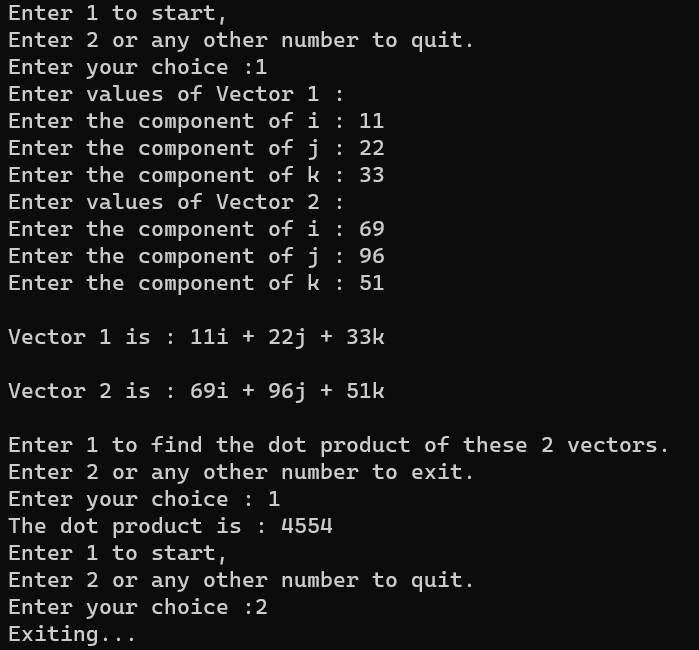 Enter 1 to start,
Enter 2 or any other number to quit.
Enter your choice :1
Enter values of Vector 1 :
Enter the component of i : 11
Enter the component of j : 22
Enter the component of k : 33
Enter values of Vector 2 :
Enter the component of i : 69
Enter the component of j : 96
Enter the component of k : 51
Vector 1 is : 11i + 22j + 33k
Vector 2 is : 69i + 96j + 51k
Enter 1 to find the dot product of these 2 vectors.
Enter 2 or any other number to exit.
Enter your choice : 1
The dot product is : 4554
Enter 1 to start,
Enter 2 or any other number to quit.
Enter your choice :2
Exiting...